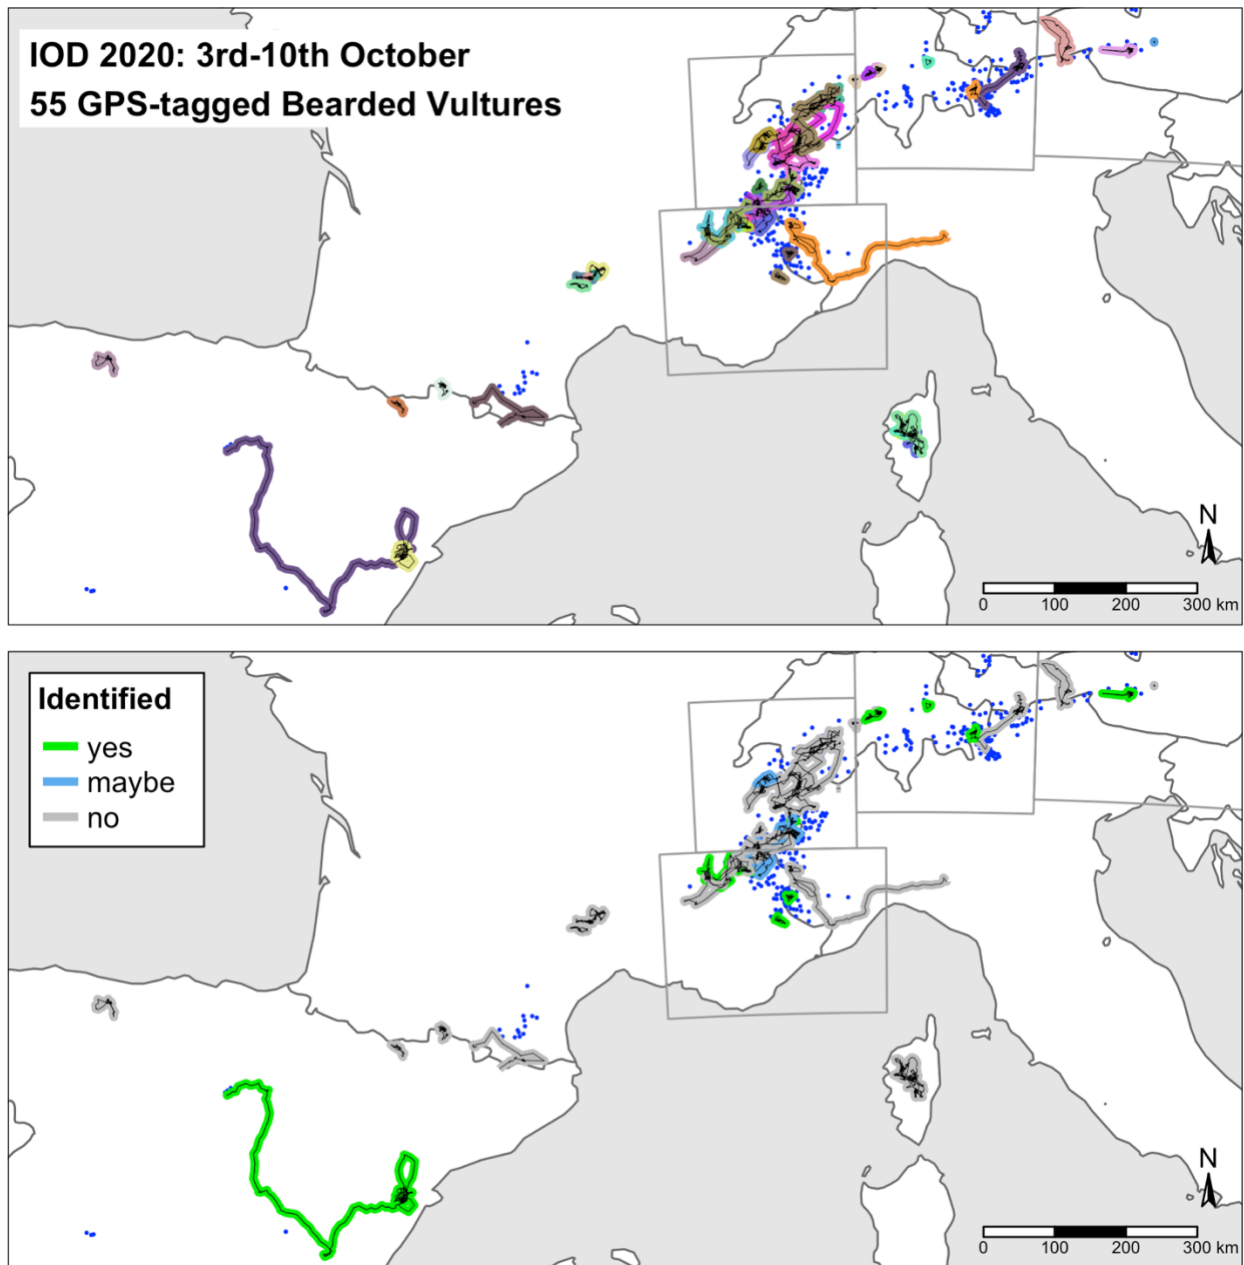 IOD 2020: 3rd-10th October
55 GPS-tagged Bearded Vultures
N
0 100 200 300 km
Identified
yes
maybe
no
N
0 100 200 300 km